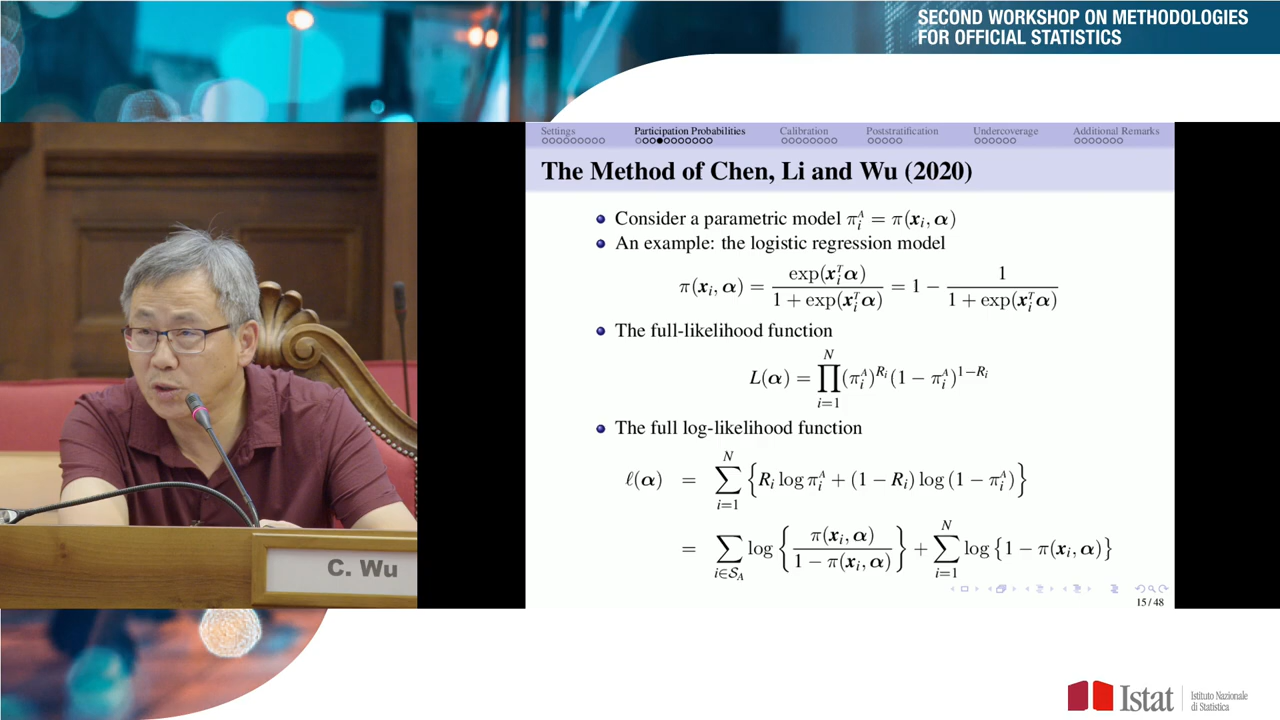 SECOND WORKSHOP ON METHODOLOGIES
FOR OFFICIAL STATISTICS
Settings Participation Probabilities Calibration Poststratification Undercoverage Additional Remarks
The Method of Chen, Li and Wu (2020)
Consider a parametric model π_i^A = π(x_i, α)
An example: the logistic regression model
π(x_i, α) = exp(x_i^T α) / (1 + exp(x_i^T α)) = 1 − 1 / (1 + exp(x_i^T α))
The full-likelihood function
L(α) = ∏_{i=1}^{N} (π_i^A)^{R_i} (1 − π_i^A)^{1−R_i}
The full log-likelihood function
ℓ(α) = ∑_{i=1}^{N} {R_i log π_i^A + (1 − R_i) log (1 − π_i^A)}
= ∑_{i∈S_A} log {π(x_i, α) / (1 − π(x_i, α))} + ∑_{i=1}^{N} log {1 − π(x_i, α)}
15 / 48
C. Wu
Istat
Istituto Nazionale
di Statistica